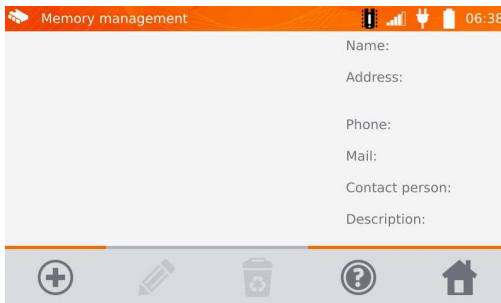 Memory management 06:38
Name:
Address:
Phone:
Mail:
Contact person:
Description: